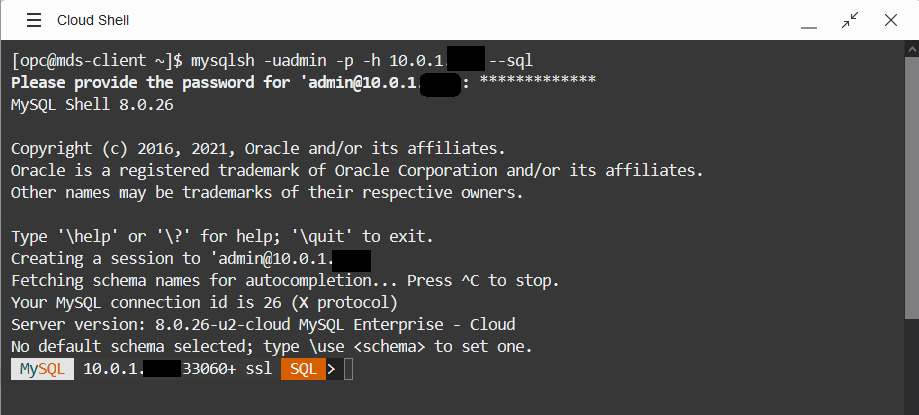 Cloud Shell
[opc@mds-client ~]$ mysqlsh -uadmin -p -h 10.0.1. --sql
Please provide the password for 'admin@10.0.1. : *************
MySQL Shell 8.0.26
Copyright (c) 2016, 2021, Oracle and/or its affiliates.
Oracle is a registered trademark of Oracle Corporation and/or its affiliates.
Other names may be trademarks of their respective owners.
Type '\help' or '\?' for help; '\quit' to exit.
Creating a session to 'admin@10.0.1.
Fetching schema names for autocompletion... Press ^C to stop.
Your MySQL connection id is 26 (X protocol)
Server version: 8.0.26-u2-cloud MySQL Enterprise - Cloud
No default schema selected; type \use <schema> to set one.
MySQL 10.0.1. 33060+ ssl SQL >